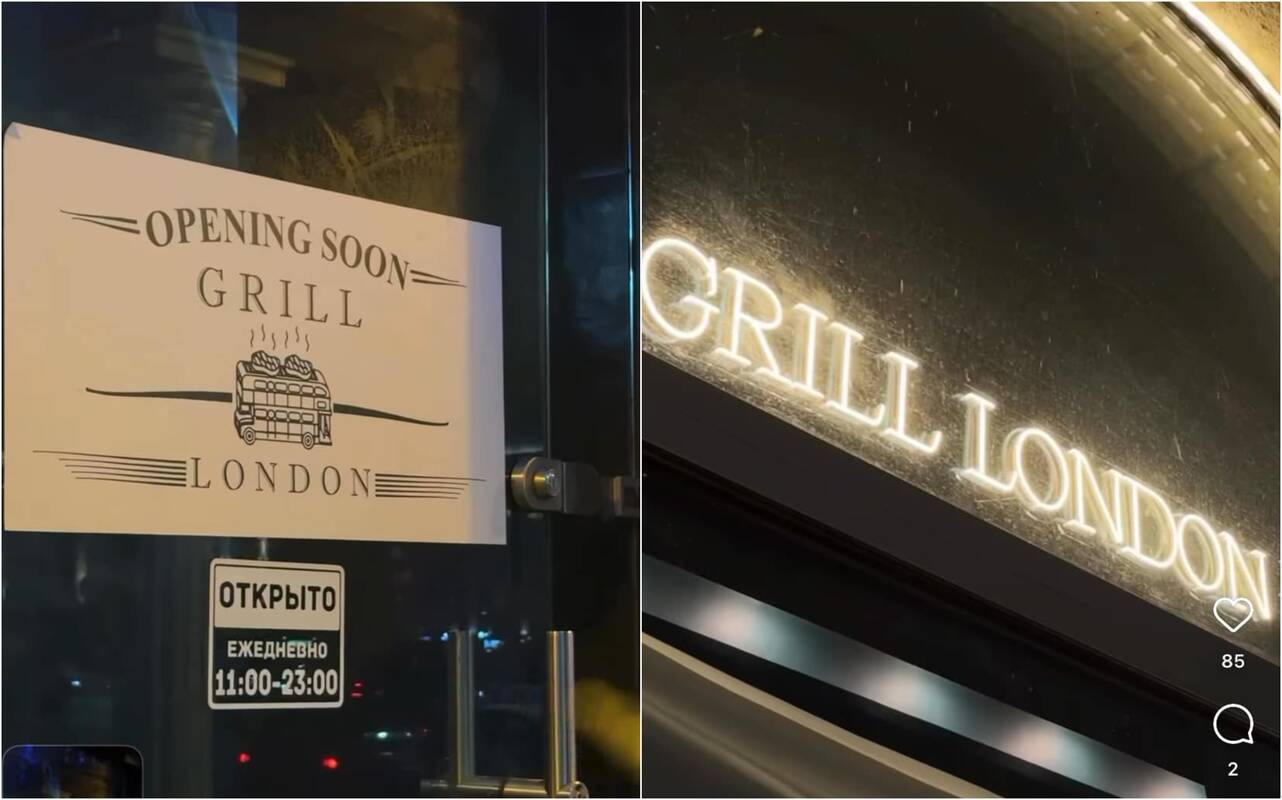 OPENING SOON
GRILL
LONDON
ОТКРЫТО
ЕЖЕДНЕВНО
11:00-23:00
GRILL LONDON
85
2